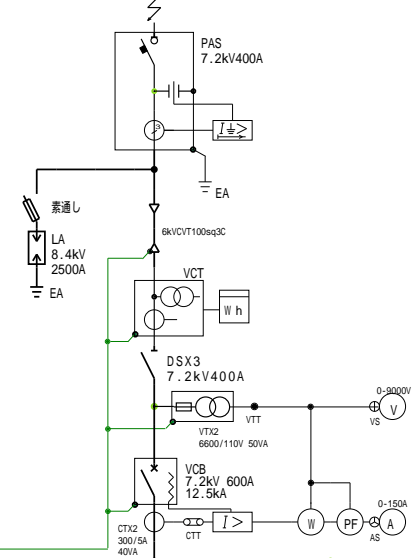 PAS
7.2kV400A
3
I⏚>
EA
素通し
LA
8.4kV
2500A
EA
6kVCVT100sq3C
VCT
Wh
DSX3
7.2kV400A
VTX2
6600/110V 50VA
VTT
0-9000V
V
VS
VCB
7.2kV 600A
12.5kA
I>
CTX2
300/5A
40VA
CTT
W
PF
0-150A
A
AS